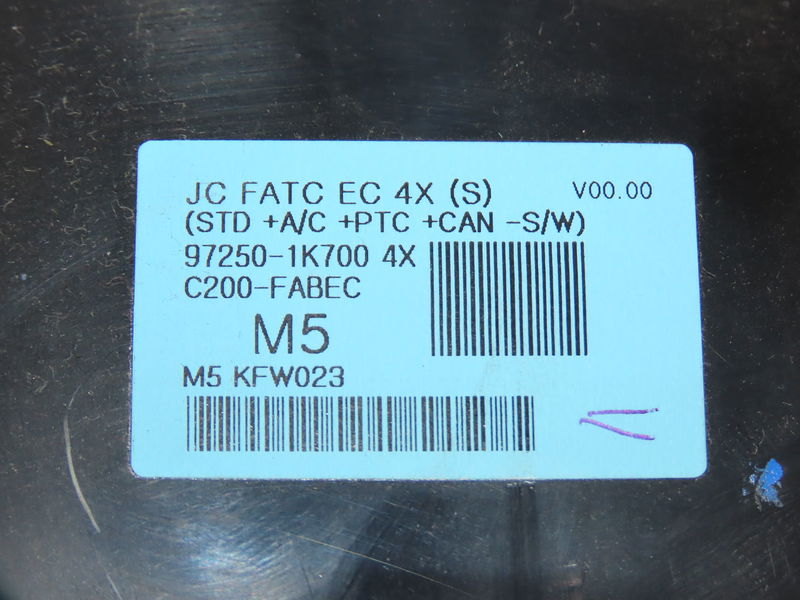 JC FATC EC 4X (S) V00.00
(STD +A/C +PTC +CAN -S/W)
97250-1K700 4X
C200-FABEC
M5
M5 KFW023